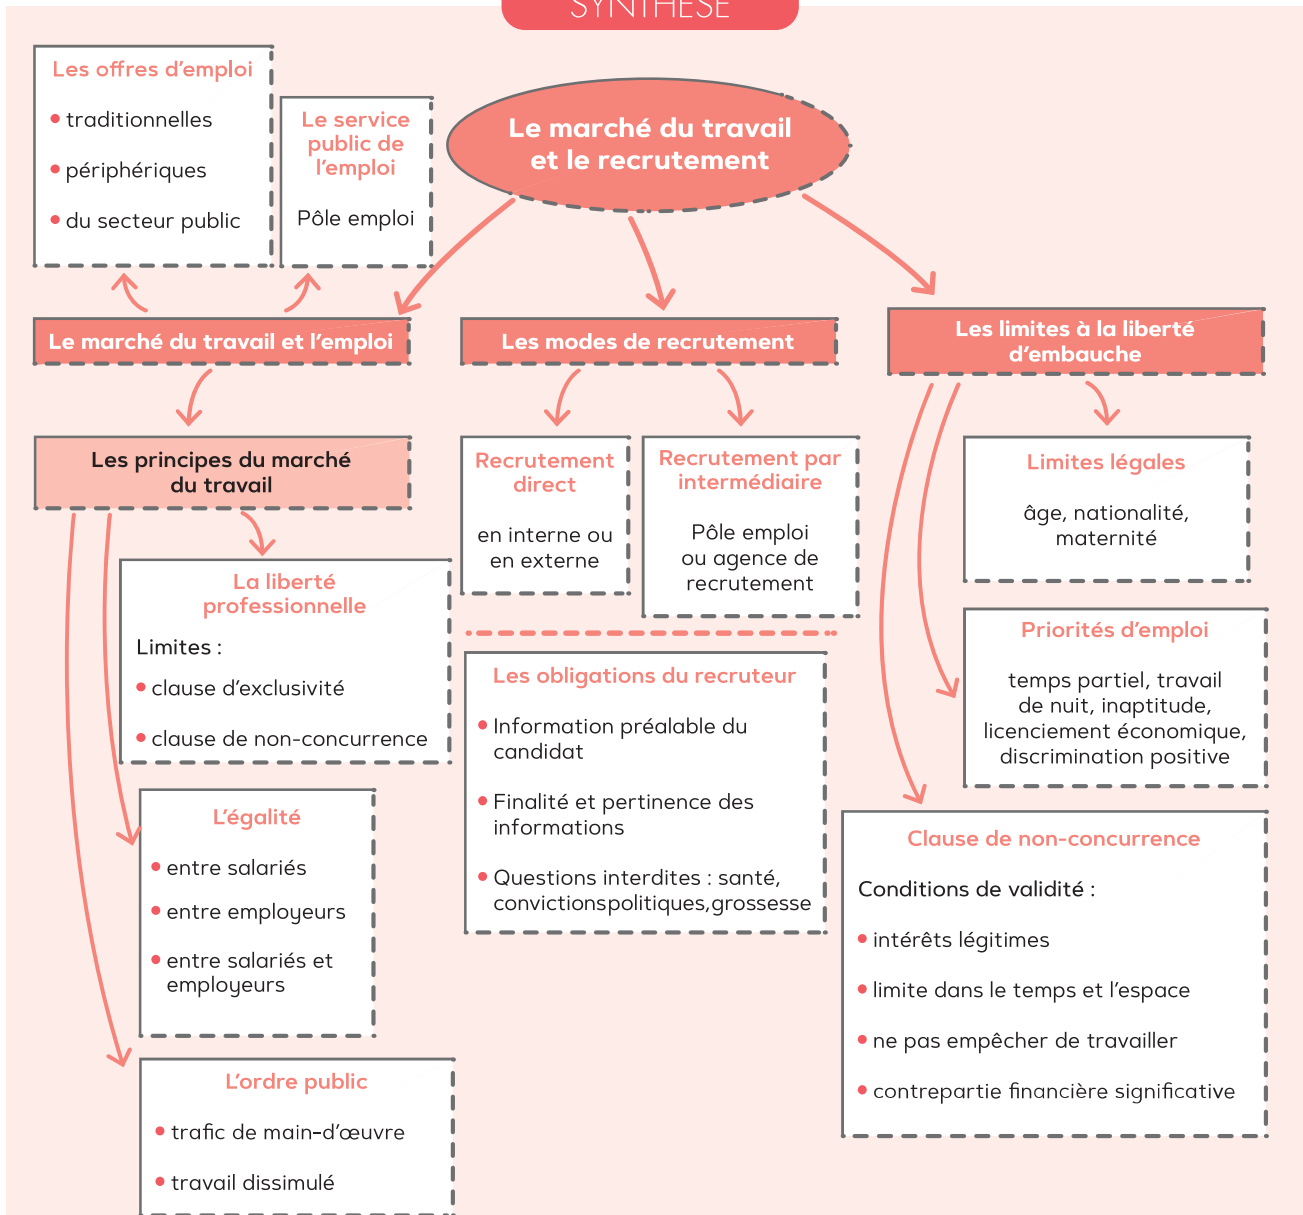 SYNTHÈSE
Le marché du travail
et le recrutement
Les offres d’emploi
• traditionnelles
• périphériques
• du secteur public
Le service
public de
l’emploi
Pôle emploi
Le marché du travail et l’emploi
Les principes du marché
du travail
La liberté
professionnelle
Limites :
• clause d’exclusivité
• clause de non-concurrence
L’égalité
• entre salariés
• entre employeurs
• entre salariés et
employeurs
L’ordre public
• trafic de main-d’œuvre
• travail dissimulé
Les modes de recrutement
Recrutement
direct
en interne ou
en externe
Recrutement par
intermédiaire
Pôle emploi
ou agence de
recrutement
Les obligations du recruteur
• Information préalable du
candidat
• Finalité et pertinence des
informations
• Questions interdites : santé,
convictions politiques, grossesse
Les limites à la liberté
d’embauche
Limites légales
âge, nationalité,
maternité
Priorités d’emploi
temps partiel, travail
de nuit, inaptitude,
licenciement économique,
discrimination positive
Clause de non-concurrence
Conditions de validité :
• intérêts légitimes
• limite dans le temps et l’espace
• ne pas empêcher de travailler
• contrepartie financière significative